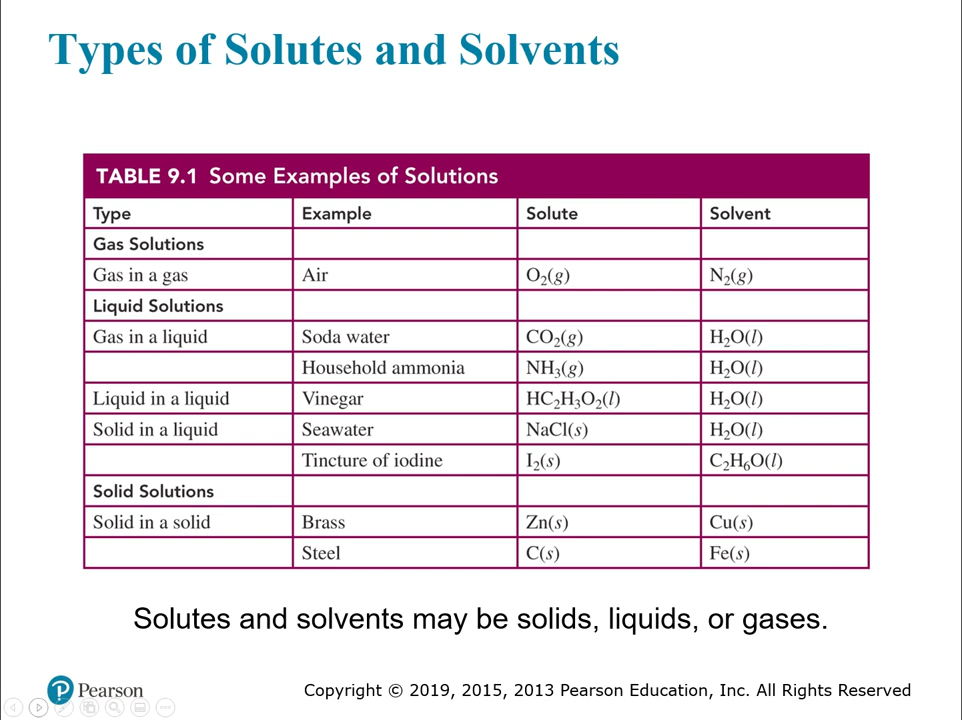 Types of Solutes and Solvents
TABLE 9.1 Some Examples of Solutions
Type Example Solute Solvent
Gas Solutions
Gas in a gas Air O₂(g) N₂(g)
Liquid Solutions
Gas in a liquid Soda water CO₂(g) H₂O(l)
Household ammonia NH₃(g) H₂O(l)
Liquid in a liquid Vinegar HC₂H₃O₂(l) H₂O(l)
Solid in a liquid Seawater NaCl(s) H₂O(l)
Tincture of iodine I₂(s) C₂H₆O(l)
Solid Solutions
Solid in a solid Brass Zn(s) Cu(s)
Steel C(s) Fe(s)
Solutes and solvents may be solids, liquids, or gases.
P Pearson
Copyright © 2019, 2015, 2013 Pearson Education, Inc. All Rights Reserved